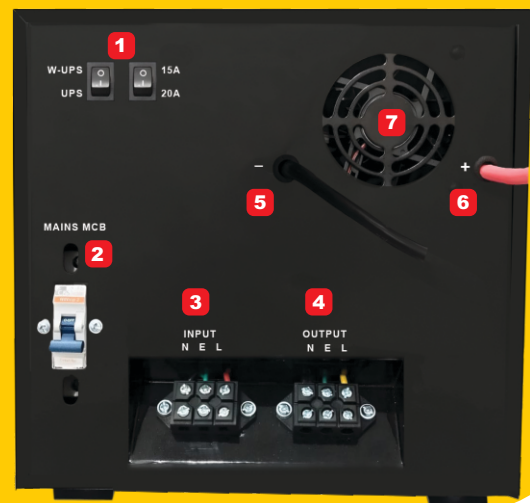 1
W-UPS 15A
UPS 20A
7
− +
5 6
MAINS MCB
2
3 4
INPUT OUTPUT
N E L N E L